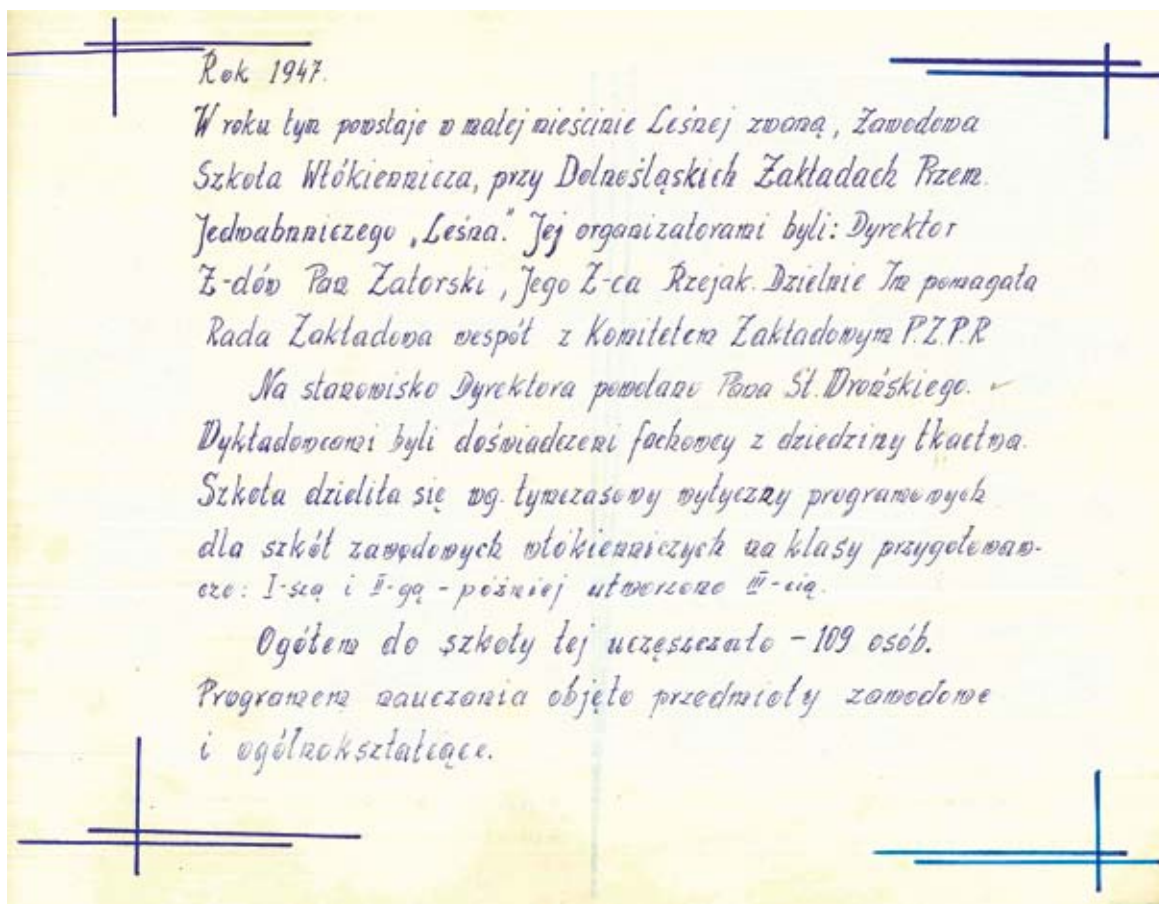 Rok 1947.
W roku tym powstaje w małej mieścinie Leśnej zwaną, Zawodowa
Szkoła Włókiennicza, przy Dolnośląskich Zakładach Przem.
Jedwabniczego „Leśna". Jej organizatorami byli: Dyrektor
Z-dów Pan Zatorski, Jego Z-ca Rzejak. Dzielnie Im pomagała
Rada Zakładowa wespół z Komitetem Zakładowym P.Z.P.R
Na stanowisko Dyrektora powołano Pana St. Wrońskiego.
Wykładowcami byli doświadczeni fachowcy z dziedziny tkactwa.
Szkoła dzieliła się wg. tymczasowy wytyczny programowych
dla szkół zawodowych włókienniczych na klasy przygotowaw-
cze: I-szą i II-gą - później utworzono III-cią.
Ogółem do szkoły tej uczęszczało - 109 osób.
Programem nauczania objęto przedmioty zawodowe
i ogólnokształcące.